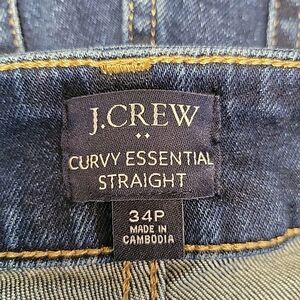 J.CREW
CURVY ESSENTIAL
STRAIGHT
34P
MADE IN
CAMBODIA